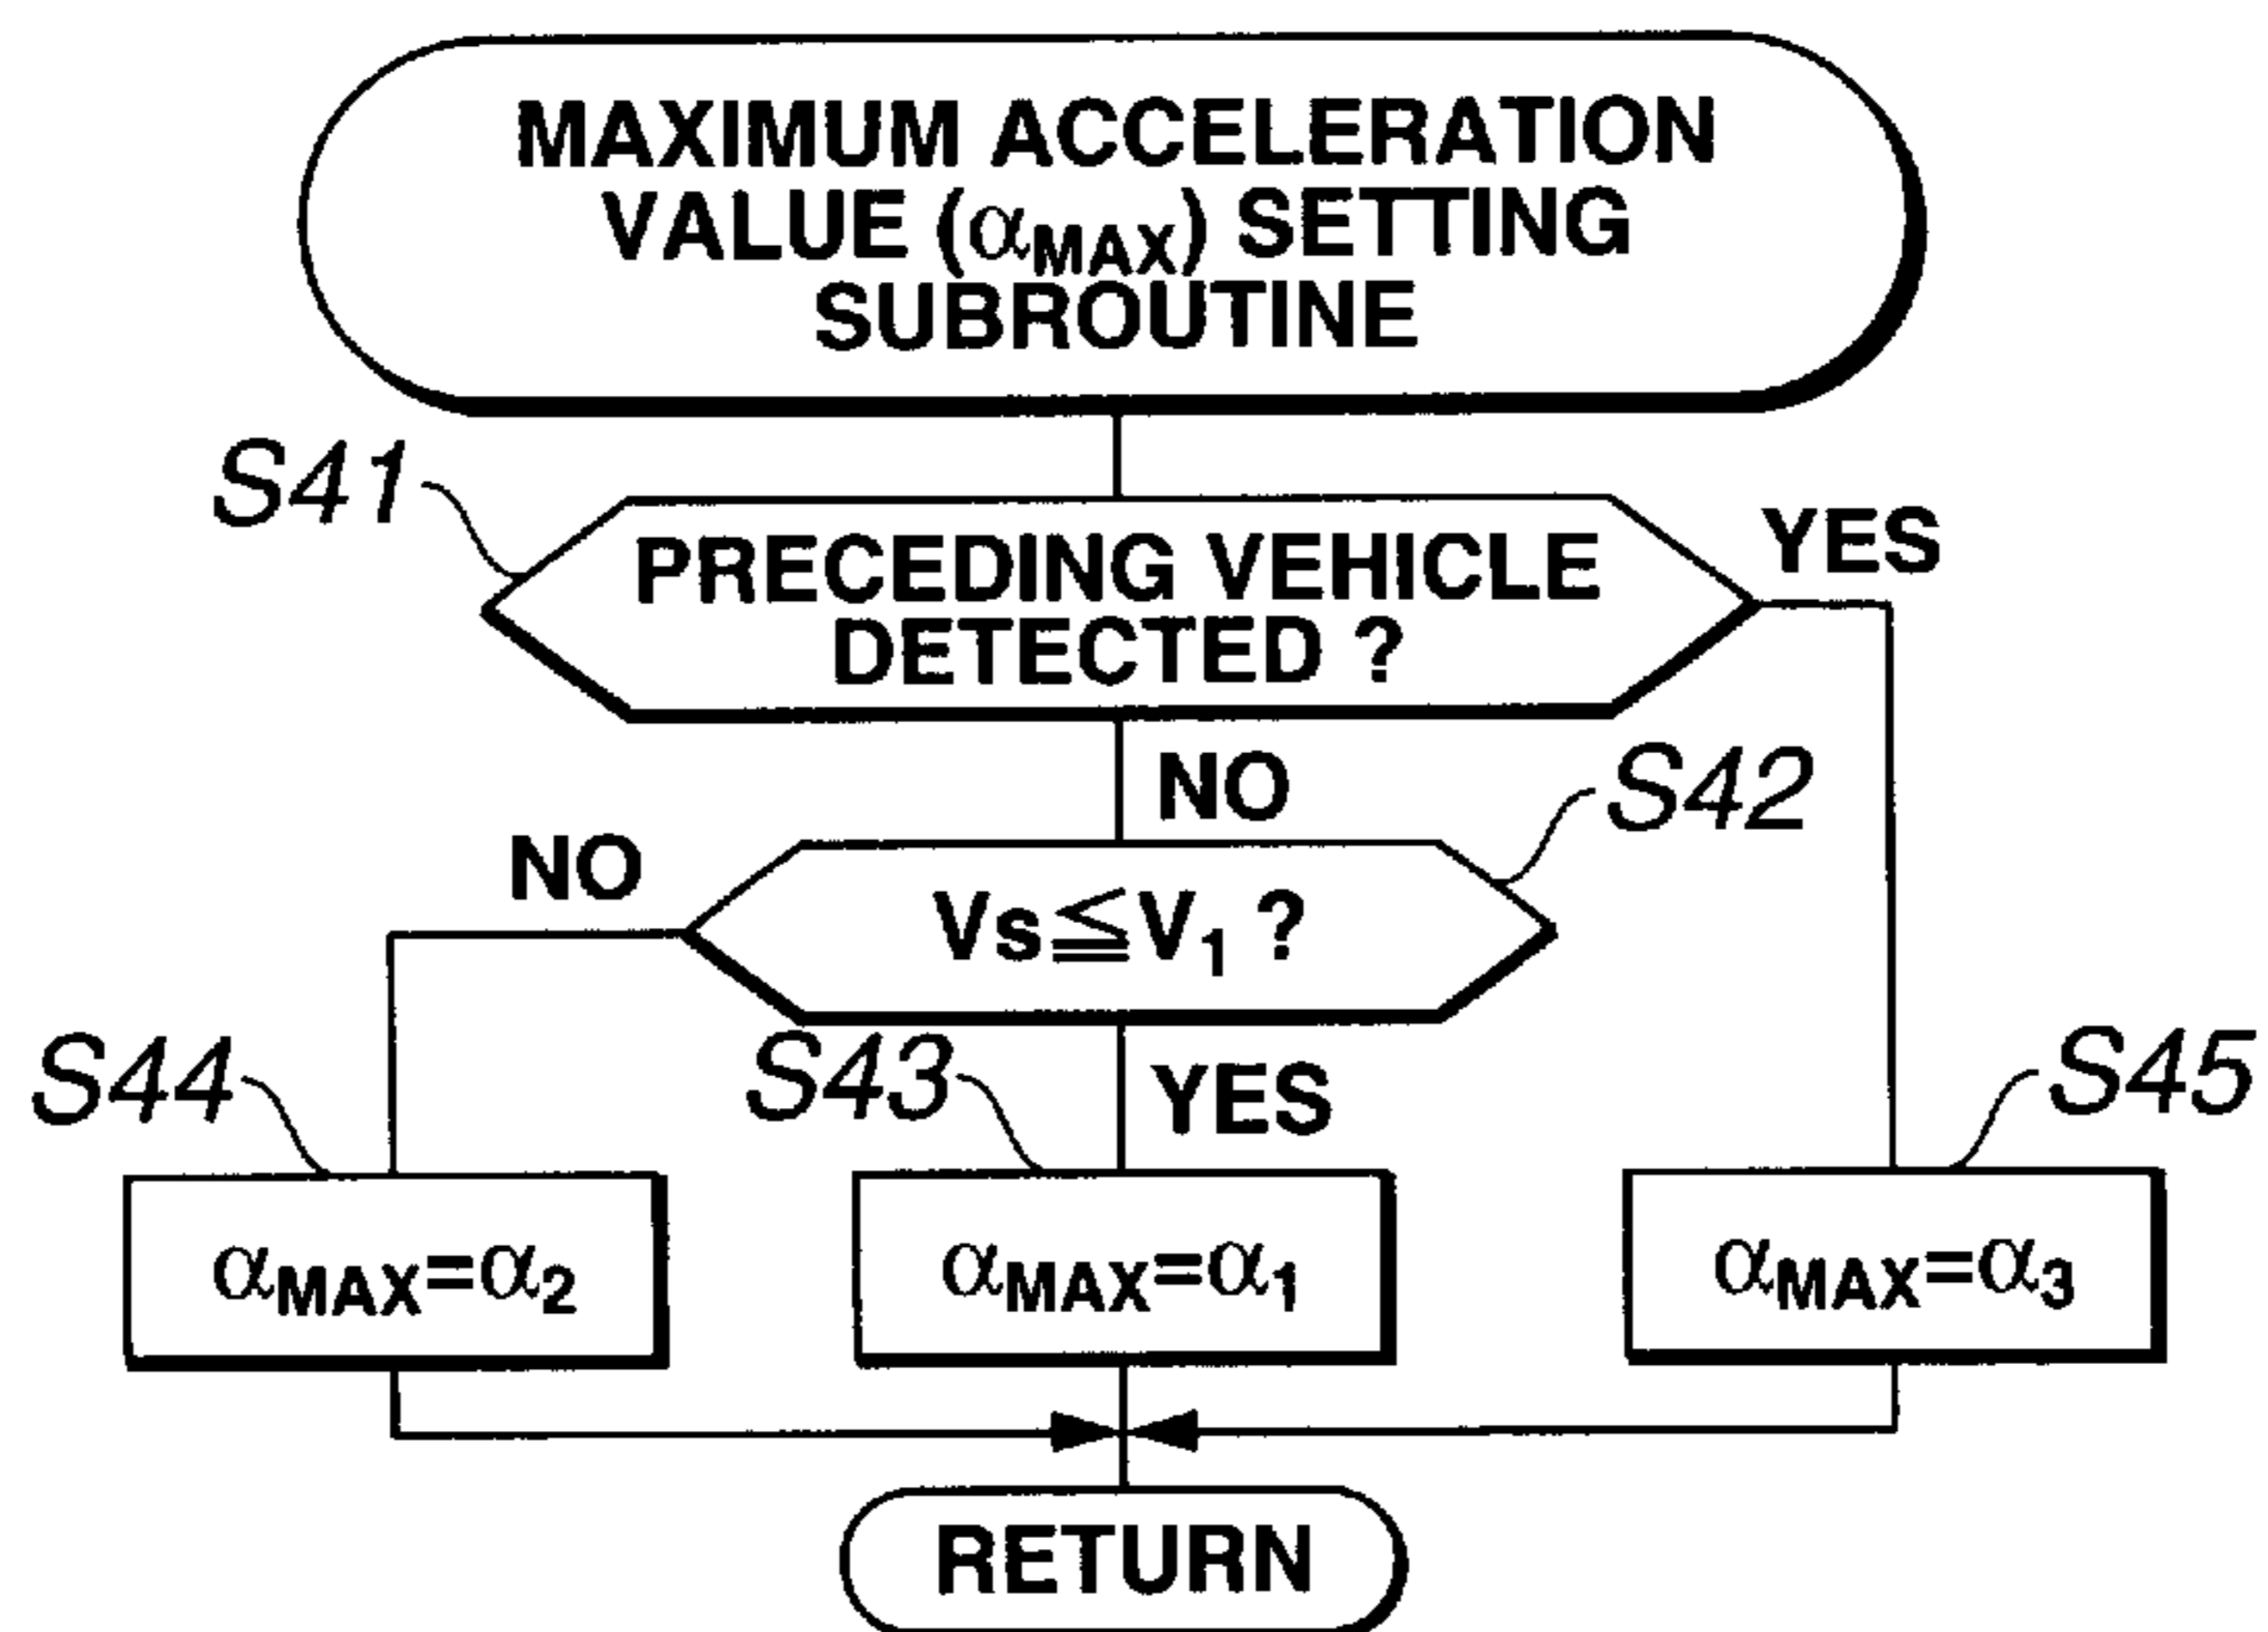 MAXIMUM ACCELERATION
VALUE (αMAX) SETTING
SUBROUTINE
S41
PRECEDING VEHICLE
DETECTED ?
YES
NO
S42
NO
Vs≦V1 ?
S44
S43
YES
S45
αMAX=α2
αMAX=α1
αMAX=α3
RETURN